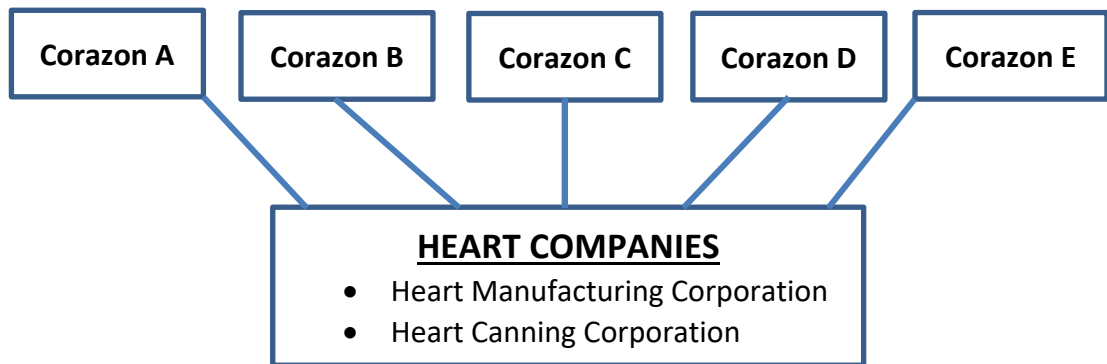 Corazon A
Corazon B
Corazon C
Corazon D
Corazon E
HEART COMPANIES
• Heart Manufacturing Corporation
• Heart Canning Corporation